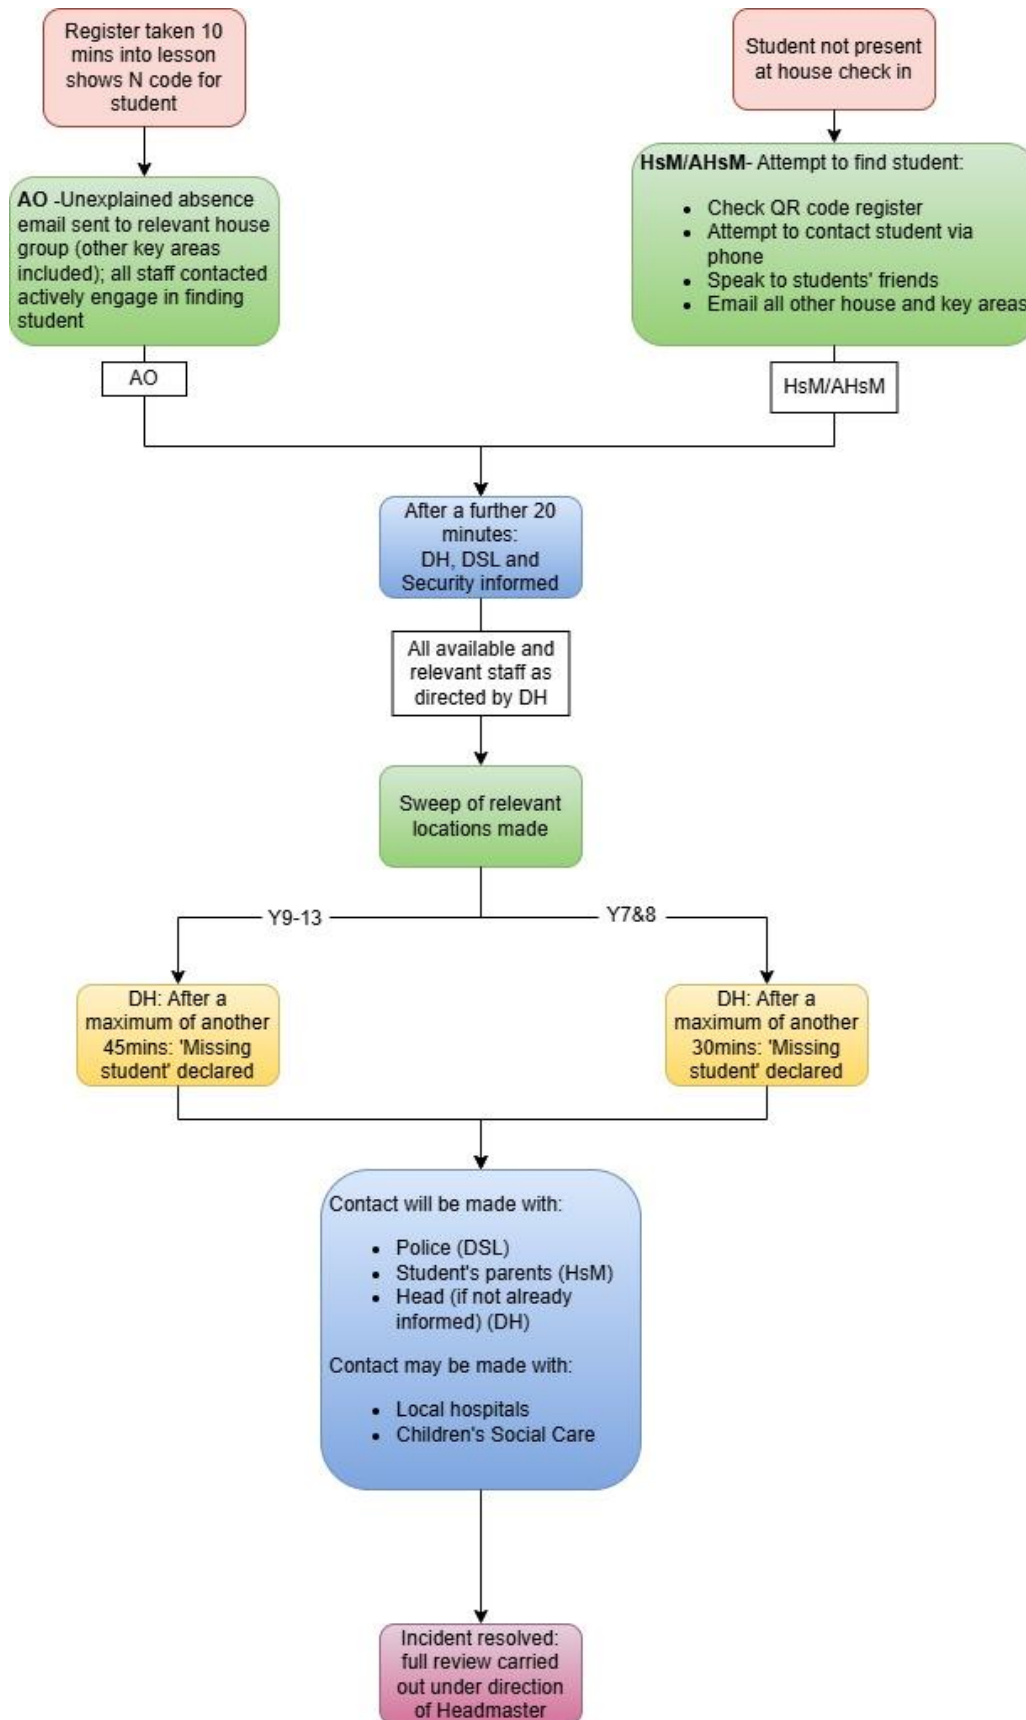 Register taken 10
mins into lesson
shows N code for
student
Student not present
at house check in
AO -Unexplained absence
email sent to relevant house
group (other key areas
included); all staff contacted
actively engage in finding
student
HsM/AHsM- Attempt to find student:
• Check QR code register
• Attempt to contact student via
phone
• Speak to students' friends
• Email all other house and key areas
AO
HsM/AHsM
After a further 20
minutes:
DH, DSL and
Security informed
All available and
relevant staff as
directed by DH
Sweep of relevant
locations made
Y9-13
Y7&8
DH: After a
maximum of another
45mins: 'Missing
student' declared
DH: After a
maximum of another
30mins: 'Missing
student' declared
Contact will be made with:
• Police (DSL)
• Student's parents (HsM)
• Head (if not already
informed) (DH)
Contact may be made with:
• Local hospitals
• Children's Social Care
Incident resolved:
full review carried
out under direction
of Headmaster